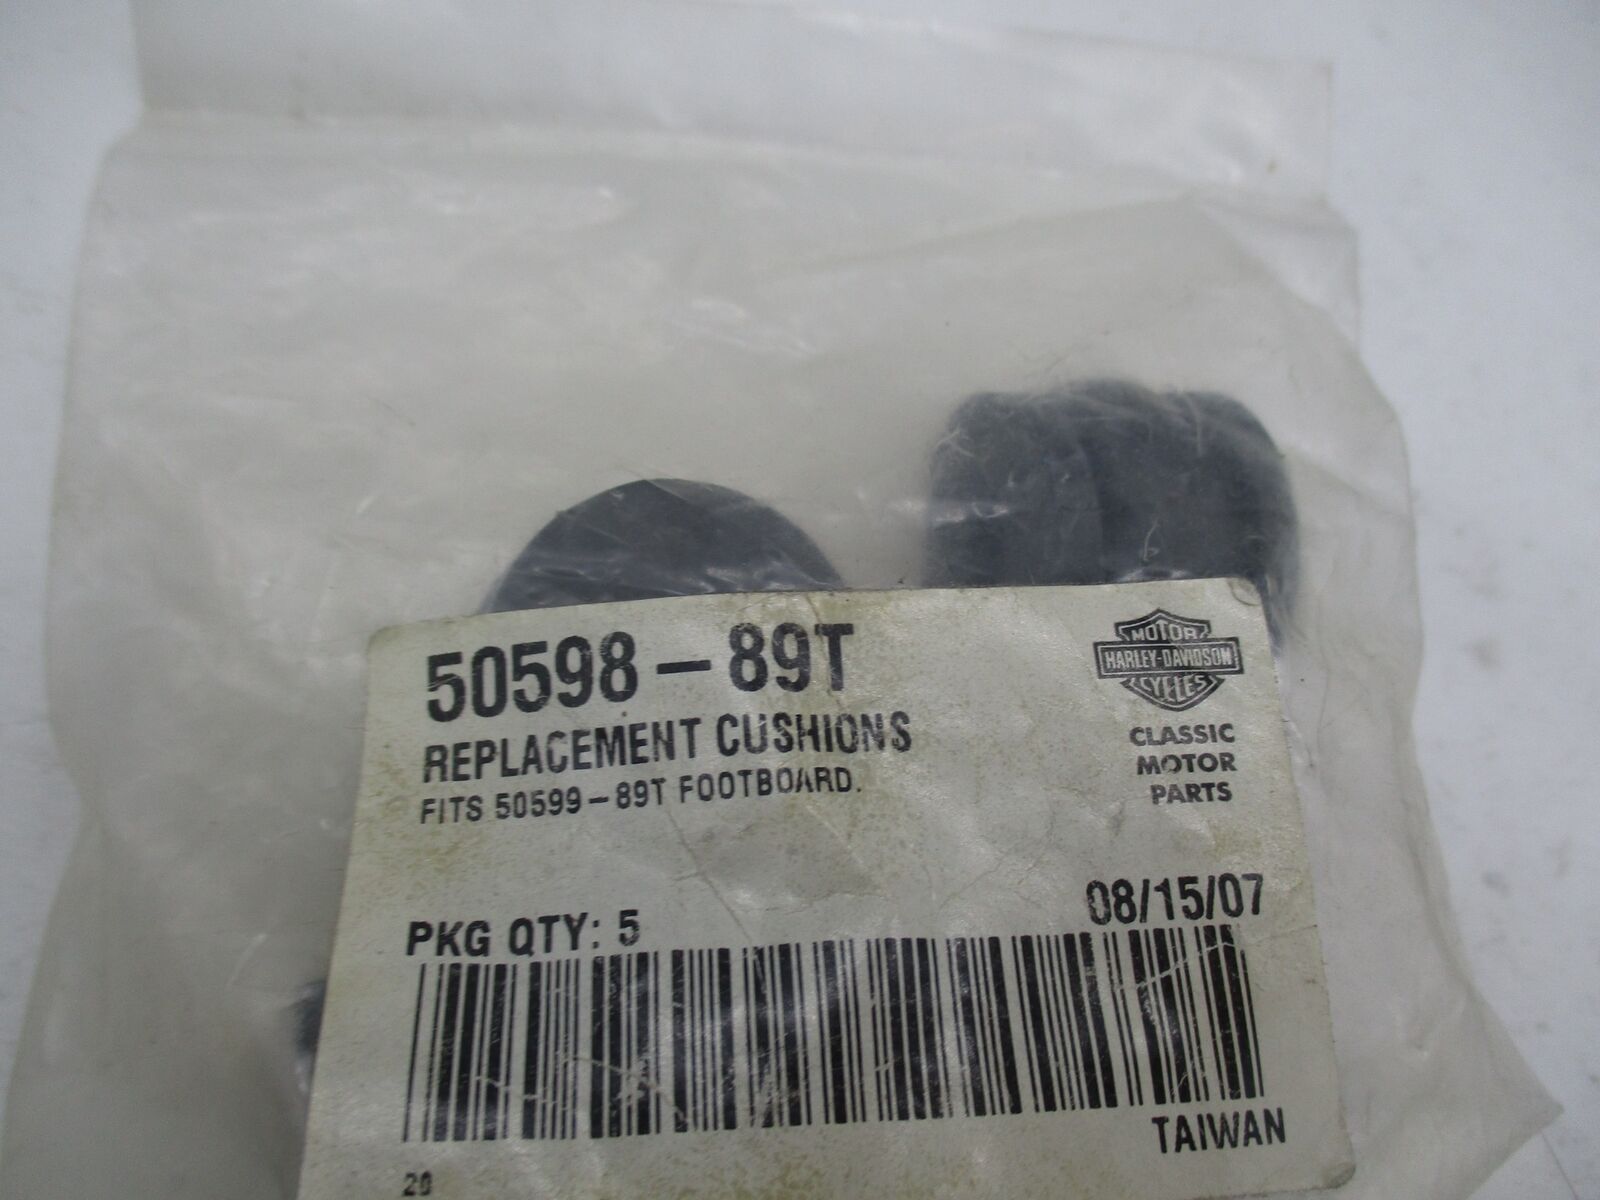 50598-89T
REPLACEMENT CUSHIONS
FITS 50599-89T FOOTBOARD.
MOTOR
HARLEY-DAVIDSON
CYCLES
CLASSIC
MOTOR
PARTS
PKG QTY: 5
08/15/07
TAIWAN
20